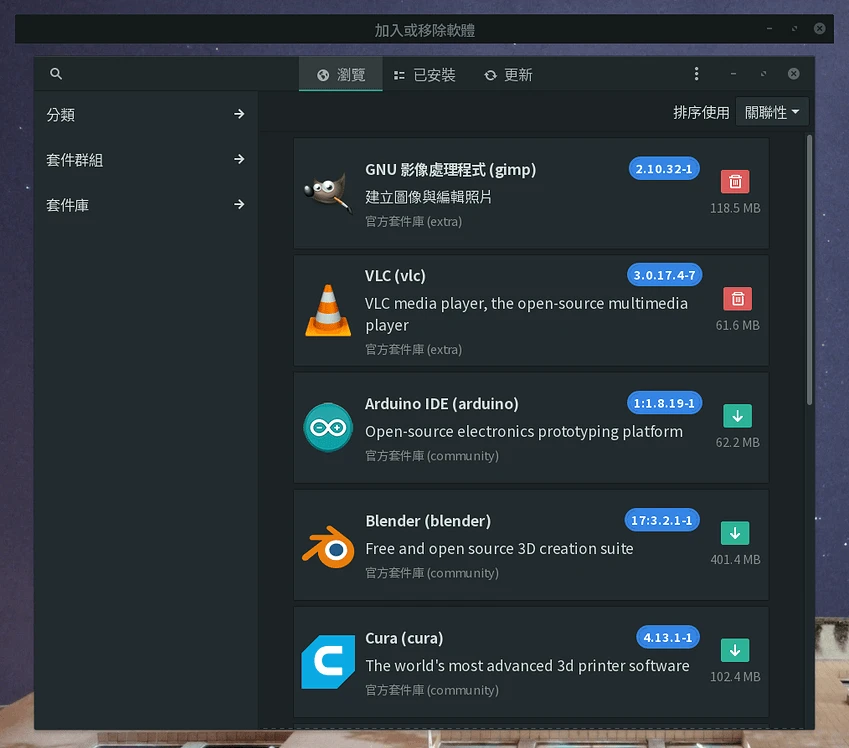 加入或移除軟體
瀏覽
已安裝
更新
分類
套件群組
套件庫
排序使用
關聯性
GNU 影像處理程式 (gimp)
2.10.32-1
建立圖像與編輯照片
118.5 MB
官方套件庫 (extra)
VLC (vlc)
3.0.17.4-7
VLC media player, the open-source multimedia
player
61.6 MB
官方套件庫 (extra)
Arduino IDE (arduino)
1:1.8.19-1
Open-source electronics prototyping platform
62.2 MB
官方套件庫 (community)
Blender (blender)
17:3.2.1-1
Free and open source 3D creation suite
401.4 MB
官方套件庫 (community)
Cura (cura)
4.13.1-1
The world's most advanced 3d printer software
102.4 MB
官方套件庫 (community)